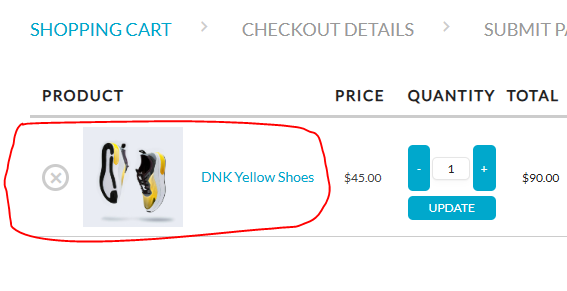 SHOPPING CART > CHECKOUT DETAILS > SUBMIT PA
PRODUCT PRICE QUANTITY TOTAL
DNK Yellow Shoes $45.00 - 1 + $90.00
UPDATE